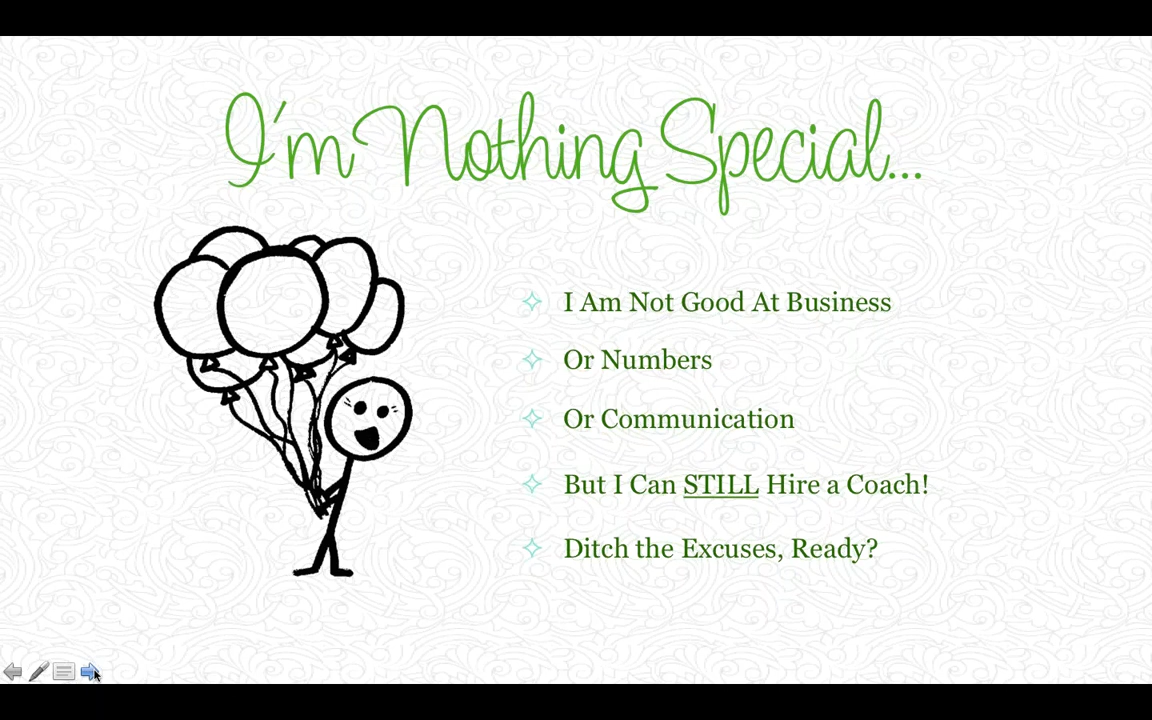 I'm Nothing Special...
I Am Not Good At Business
Or Numbers
Or Communication
But I Can STILL Hire a Coach!
Ditch the Excuses, Ready?